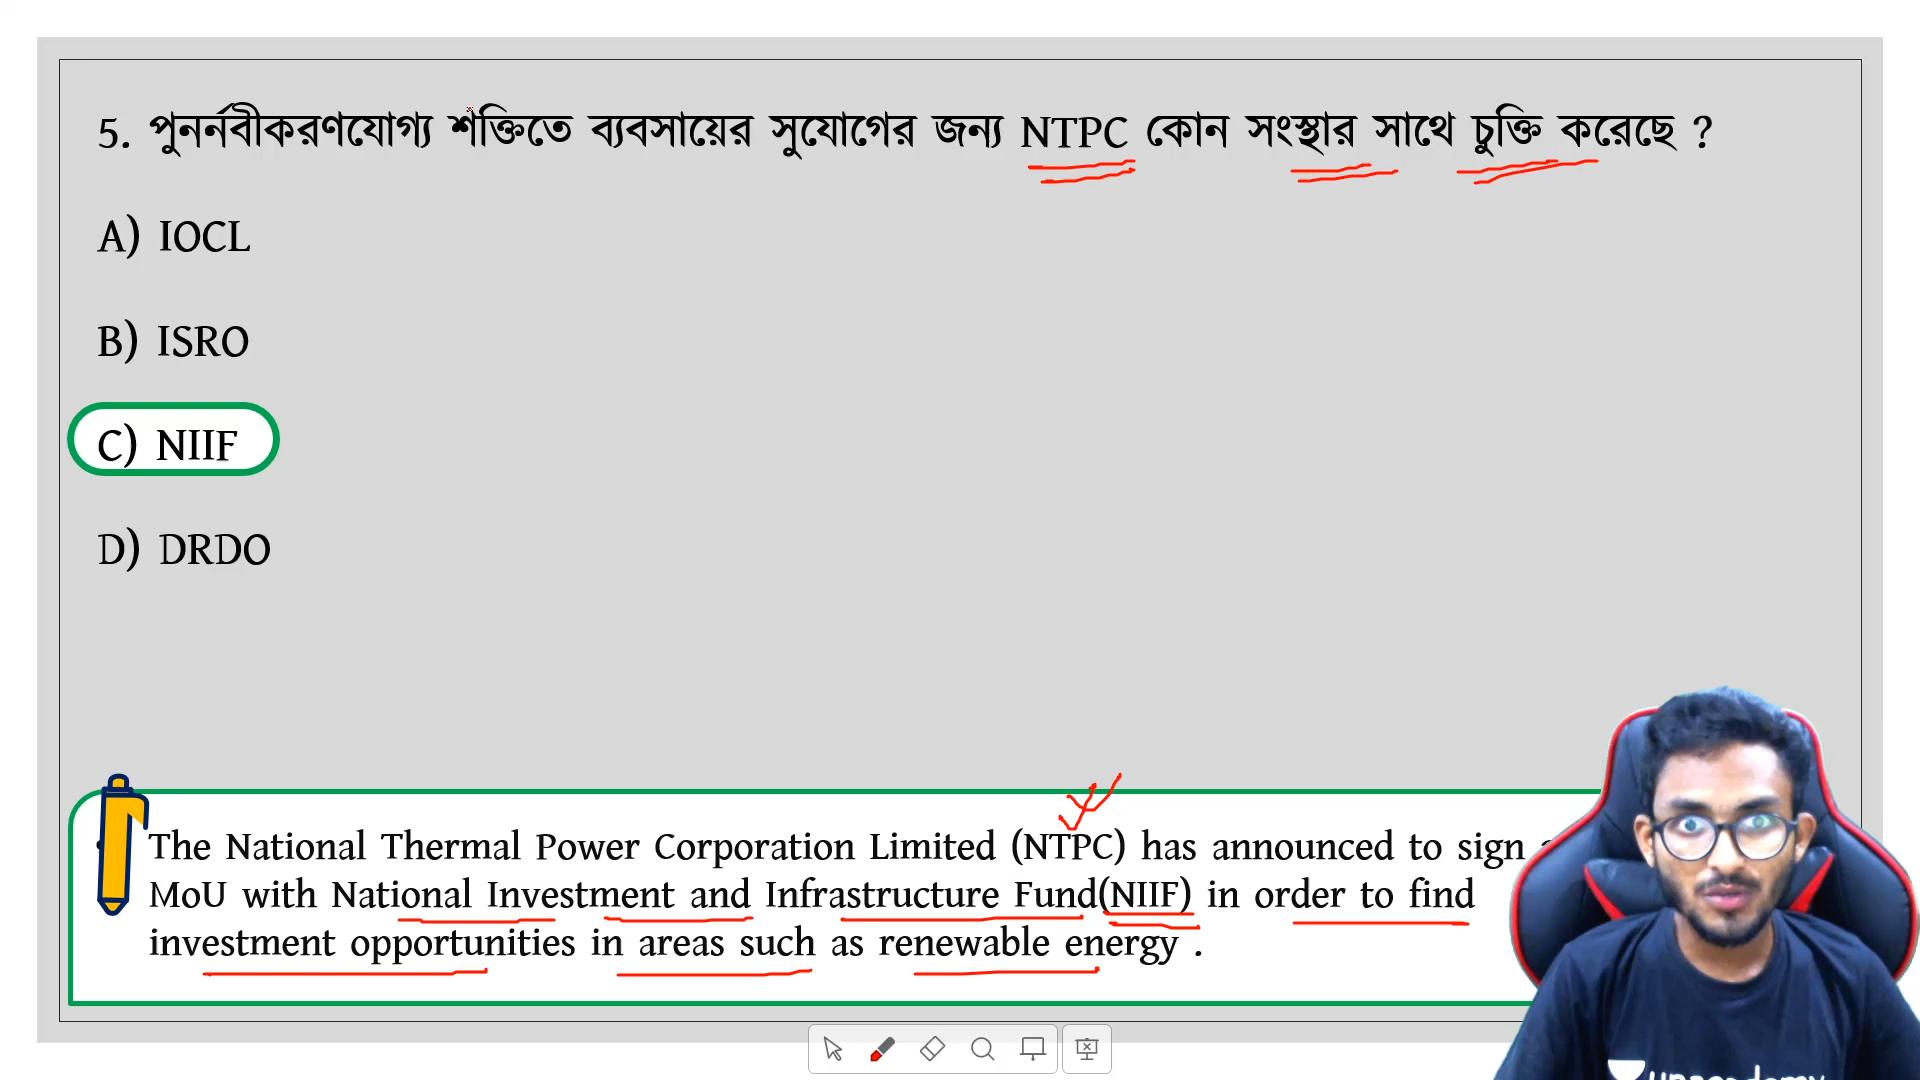 5. পুনর্নবীকরণযোগ্য শক্তিতে ব্যবসায়ের সুযোগের জন্য NTPC কোন সংস্থার সাথে চুক্তি করেছে ?
A) IOCL
B) ISRO
C) NIIF
D) DRDO
The National Thermal Power Corporation Limited (NTPC) has announced to sign
MoU with National Investment and Infrastructure Fund(NIIF) in order to find
investment opportunities in areas such as renewable energy .